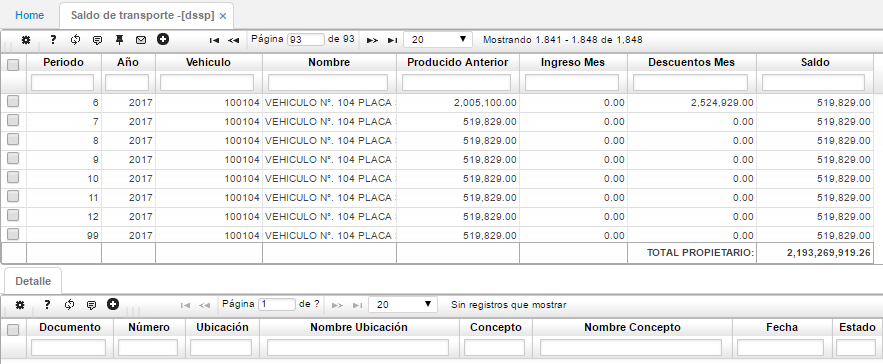 Home Saldo de transporte -[dssp] ×
Página 93 de 93 20 Mostrando 1.841 - 1.848 de 1,848
Periodo Año Vehiculo Nombre Producido Anterior Ingreso Mes Descuentos Mes Saldo
6 2017 100104 VEHICULO N°. 104 PLACA 2,005,100.00 0.00 2,524,929.00 519,829.00
7 2017 100104 VEHICULO N°. 104 PLACA 519,829.00 0.00 0.00 519,829.00
8 2017 100104 VEHICULO N°. 104 PLACA 519,829.00 0.00 0.00 519,829.00
9 2017 100104 VEHICULO N°. 104 PLACA 519,829.00 0.00 0.00 519,829.00
10 2017 100104 VEHICULO N°. 104 PLACA 519,829.00 0.00 0.00 519,829.00
11 2017 100104 VEHICULO N°. 104 PLACA 519,829.00 0.00 0.00 519,829.00
12 2017 100104 VEHICULO N°. 104 PLACA 519,829.00 0.00 0.00 519,829.00
99 2017 100104 VEHICULO N°. 104 PLACA 519,829.00 0.00 0.00 519,829.00
TOTAL PROPIETARIO: 2,193,269,919.26
Detalle
Página 1 de ? 20 Sin registros que mostrar
Documento Número Ubicación Nombre Ubicación Concepto Nombre Concepto Fecha Estado